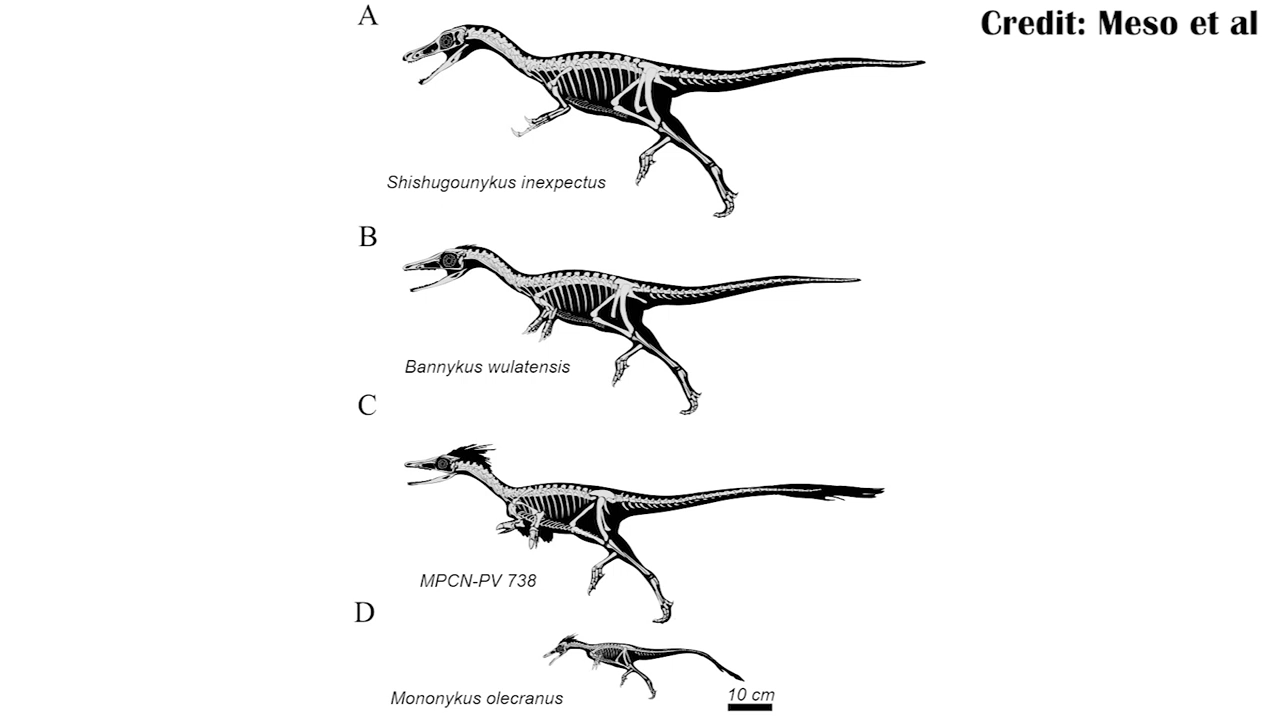 A
Credit: Meso et al
Shishugounykus inexpectus
B
Bannykus wulatensis
C
MPCN-PV 738
D
Mononykus olecranus
10 cm